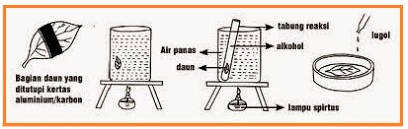 Bagian daun yang
ditutupi kertas
aluminium/karbon
Air panas
daun
tabung reaksi
alkohol
lampu spirtus
lugol